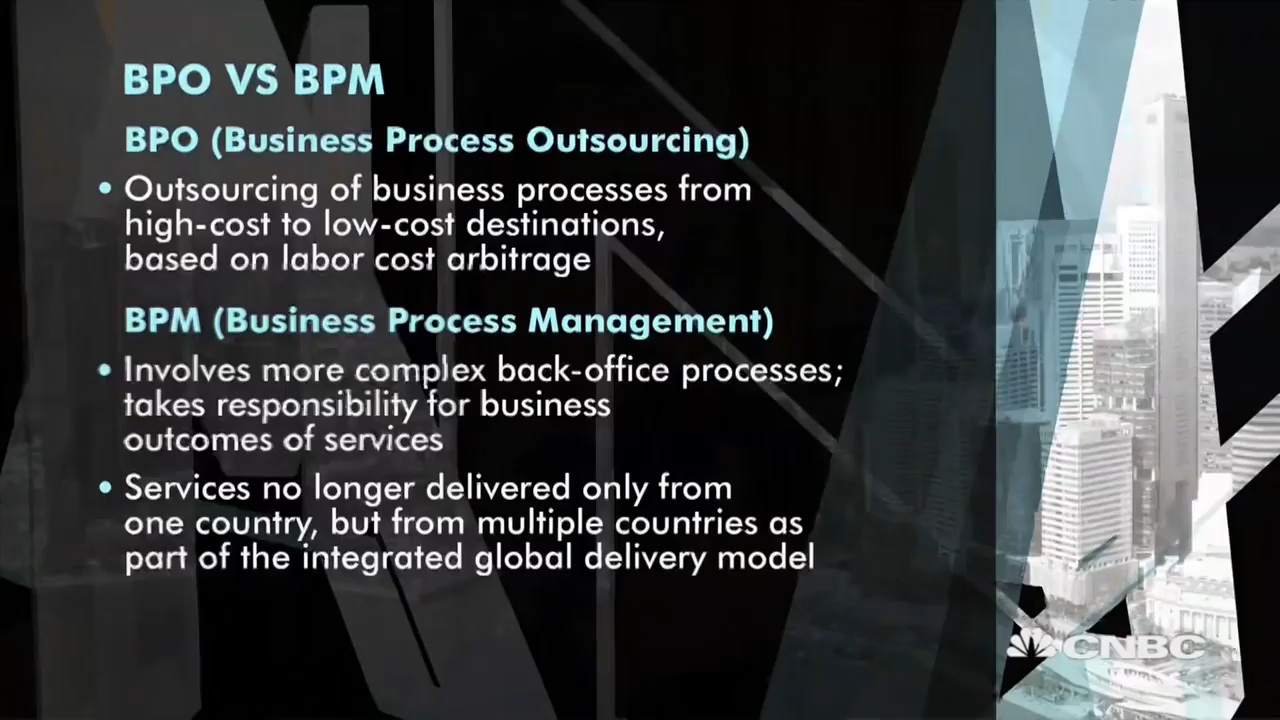 BPO VS BPM
BPO (Business Process Outsourcing)
• Outsourcing of business processes from
high-cost to low-cost destinations,
based on labor cost arbitrage
BPM (Business Process Management)
• Involves more complex back-office processes;
takes responsibility for business
outcomes of services
• Services no longer delivered only from
one country, but from multiple countries as
part of the integrated global delivery model
CNBC